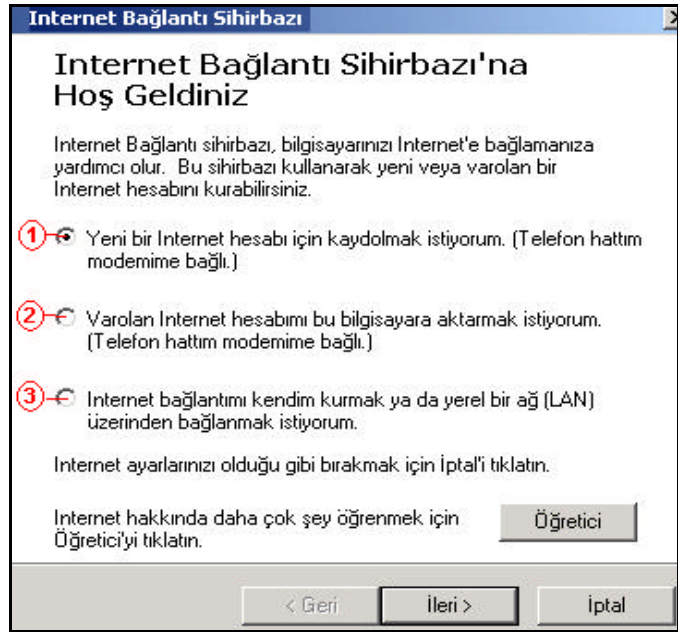 Internet Bağlantı Sihirbazı
Internet Bağlantı Sihirbazı'na
Hoş Geldiniz
Internet Bağlantı sihirbazı, bilgisayarınızı Internet'e bağlamanıza
yardımcı olur. Bu sihirbazı kullanarak yeni veya varolan bir
Internet hesabını kurabilirsiniz.
1 Yeni bir Internet hesabı için kaydolmak istiyorum. (Telefon hattım
modemime bağlı.)
2 Varolan Internet hesabımı bu bilgisayara aktarmak istiyorum.
(Telefon hattım modemime bağlı.)
3 Internet bağlantımı kendim kurmak ya da yerel bir ağ (LAN)
üzerinden bağlanmak istiyorum.
Internet ayarlarınızı olduğu gibi bırakmak için İptal'i tıklatın.
Internet hakkında daha çok şey öğrenmek için
Öğretici'yi tıklatın.
Öğretici
< Geri İleri > İptal